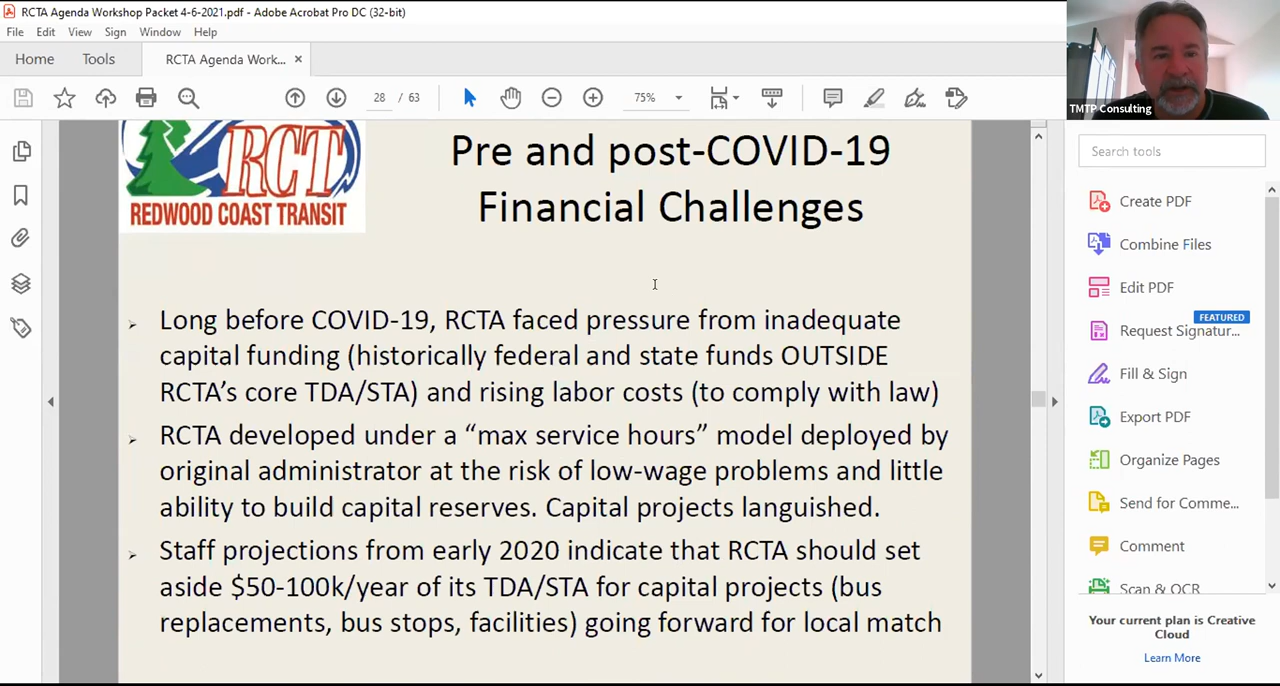 RCTA Agenda Workshop Packet 4-6-2021.pdf - Adobe Acrobat Pro DC (32-bit)
File Edit View Sign Window Help
Home Tools RCTA Agenda Work... ×
28 / 63 75%
TMTP Consulting
RCT
REDWOOD COAST TRANSIT
Pre and post-COVID-19
Financial Challenges
Long before COVID-19, RCTA faced pressure from inadequate
capital funding (historically federal and state funds OUTSIDE
RCTA’s core TDA/STA) and rising labor costs (to comply with law)
RCTA developed under a “max service hours” model deployed by
original administrator at the risk of low-wage problems and little
ability to build capital reserves. Capital projects languished.
Staff projections from early 2020 indicate that RCTA should set
aside $50-100k/year of its TDA/STA for capital projects (bus
replacements, bus stops, facilities) going forward for local match
Search tools
Create PDF
Combine Files
Edit PDF
FEATURED
Request Signatur...
Fill & Sign
Export PDF
Organize Pages
Send for Comme...
Comment
Scan & OCR
Your current plan is Creative
Cloud
Learn More